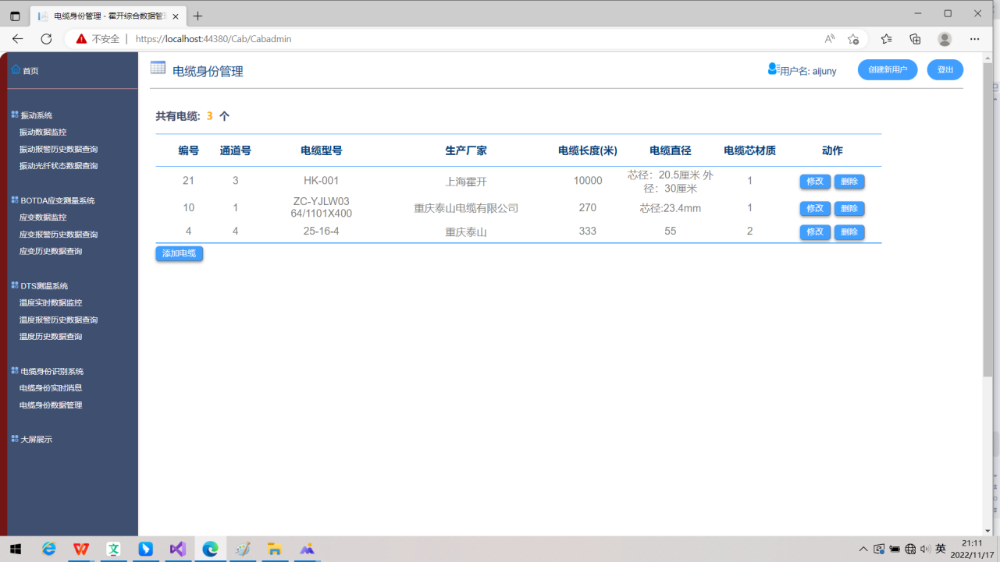 电缆身份管理 - 霍开综合数据管
不安全 | https://localhost:44380/Cab/Cabadmin
首页
振动系统
振动数据监控
振动报警历史数据查询
振动光纤状态数据查询
BOTDA应变测量系统
应变数据监控
应变报警历史数据查询
应变历史数据查询
DTS测温系统
温度实时数据监控
温度报警历史数据查询
温度历史数据查询
电缆身份识别系统
电缆身份实时消息
电缆身份数据管理
大屏展示
电缆身份管理
用户名: aijuny
创建新用户
登出
共有电缆: 3 个
编号 通道号 电缆型号 生产厂家 电缆长度(米) 电缆直径 电缆芯材质 动作
21 3 HK-001 上海霍开 10000 芯径：20.5厘米 外 1 修改 删除
径：30厘米
10 1 ZC-YJLW03 重庆泰山电缆有限公司 270 芯径:23.4mm 1 修改 删除
64/1101X400
4 4 25-16-4 重庆泰山 333 55 2 修改 删除
添加电缆
英
21:11
2022/11/17